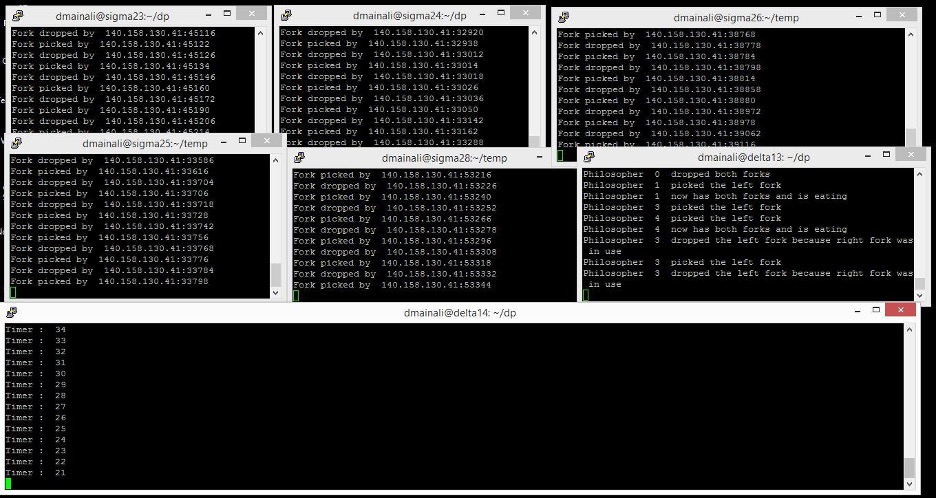 dmainali@sigma23:~/dp
Fork dropped by  140.158.130.41:45116
Fork picked by  140.158.130.41:45122
Fork dropped by  140.158.130.41:45126
Fork picked by  140.158.130.41:45134
Fork dropped by  140.158.130.41:45146
Fork picked by  140.158.130.41:45160
Fork dropped by  140.158.130.41:45172
Fork picked by  140.158.130.41:45190
Fork dropped by  140.158.130.41:45206
Fork picked by  140.158.130.41:45214
dmainali@sigma24:~/dp
Fork dropped by  140.158.130.41:32920
Fork picked by  140.158.130.41:32938
Fork dropped by  140.158.130.41:33012
Fork picked by  140.158.130.41:33014
Fork dropped by  140.158.130.41:33018
Fork picked by  140.158.130.41:33026
Fork dropped by  140.158.130.41:33036
Fork picked by  140.158.130.41:33050
Fork dropped by  140.158.130.41:33142
Fork picked by  140.158.130.41:33162
Fork dropped by  140.158.130.41:33288
dmainali@sigma26:~/temp
Fork picked by  140.158.130.41:38768
Fork dropped by  140.158.130.41:38778
Fork picked by  140.158.130.41:38784
Fork dropped by  140.158.130.41:38798
Fork picked by  140.158.130.41:38814
Fork dropped by  140.158.130.41:38858
Fork picked by  140.158.130.41:38880
Fork dropped by  140.158.130.41:38972
Fork picked by  140.158.130.41:38978
Fork dropped by  140.158.130.41:39062
Fork picked by  140.158.130.41:39116
dmainali@sigma25:~/temp
Fork dropped by  140.158.130.41:33586
Fork picked by  140.158.130.41:33616
Fork dropped by  140.158.130.41:33704
Fork picked by  140.158.130.41:33706
Fork dropped by  140.158.130.41:33718
Fork picked by  140.158.130.41:33728
Fork dropped by  140.158.130.41:33742
Fork picked by  140.158.130.41:33756
Fork dropped by  140.158.130.41:33768
Fork picked by  140.158.130.41:33776
Fork dropped by  140.158.130.41:33784
Fork picked by  140.158.130.41:33798
dmainali@sigma28:~/temp
Fork picked by  140.158.130.41:53216
Fork dropped by  140.158.130.41:53226
Fork picked by  140.158.130.41:53240
Fork dropped by  140.158.130.41:53252
Fork picked by  140.158.130.41:53266
Fork dropped by  140.158.130.41:53278
Fork picked by  140.158.130.41:53296
Fork dropped by  140.158.130.41:53308
Fork picked by  140.158.130.41:53318
Fork dropped by  140.158.130.41:53332
Fork picked by  140.158.130.41:53344
dmainali@delta13: ~/dp
Philosopher  0  dropped both forks
Philosopher  1  picked the left fork
Philosopher  1  now has both forks and is eating
Philosopher  3  picked the left fork
Philosopher  4  picked the left fork
Philosopher  4  now has both forks and is eating
Philosopher  3  dropped the left fork because right fork was
in use
Philosopher  3  picked the left fork
Philosopher  3  dropped the left fork because right fork was
in use
dmainali@delta14: ~/dp
Timer :  34
Timer :  33
Timer :  32
Timer :  31
Timer :  30
Timer :  29
Timer :  28
Timer :  27
Timer :  26
Timer :  25
Timer :  24
Timer :  23
Timer :  22
Timer :  21